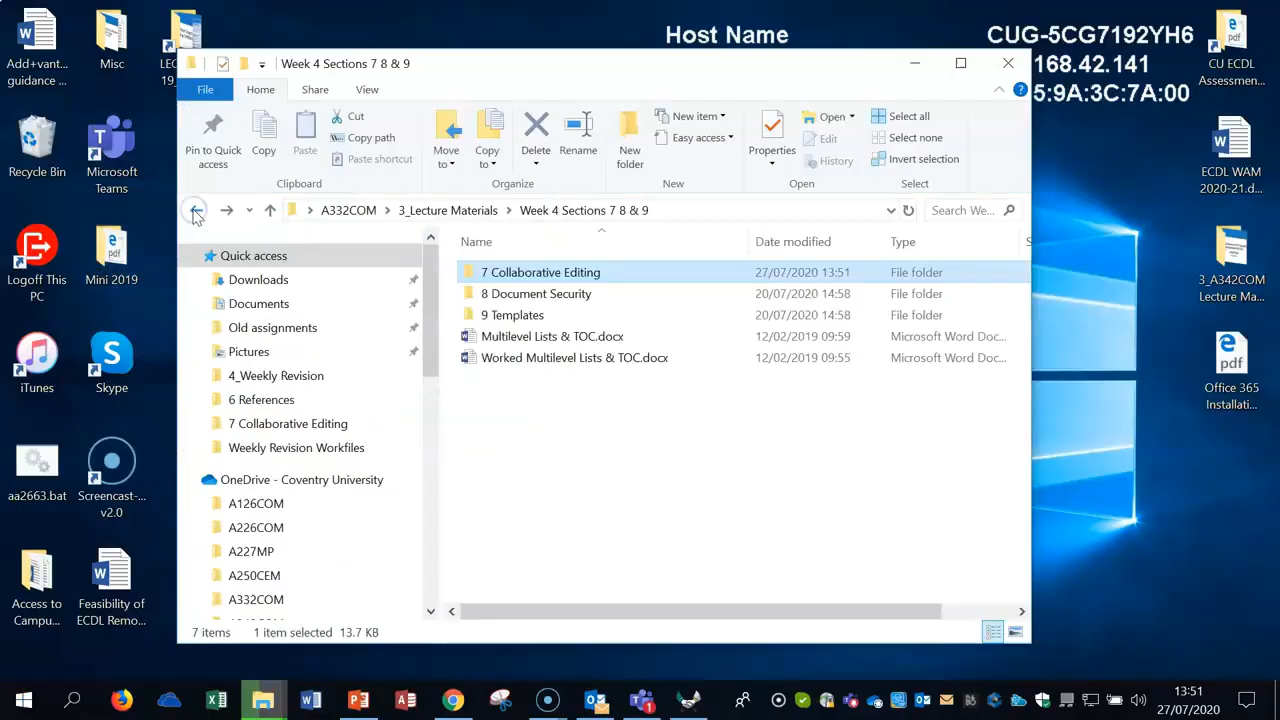 Host Name
CUG-5CG7192YH6
168.42.141
5:9A:3C:7A:00
Add+vant...
guidance ...
Misc
LEC
19_
CU ECDL
Assessmen...
Week 4 Sections 7 8 & 9
File
Home
Share
View
Pin to Quick
access
Copy
Paste
Cut
Copy path
Paste shortcut
Clipboard
Move
to
Copy
to
Delete
Rename
Organize
New
folder
New item
Easy access
New
Properties
Open
Edit
History
Open
Select all
Select none
Invert selection
Select
A332COM
3_Lecture Materials
Week 4 Sections 7 8 & 9
Search We...
Name
Date modified
Type
S
7 Collaborative Editing 27/07/2020 13:51 File folder
8 Document Security 20/07/2020 14:58 File folder
9 Templates 20/07/2020 14:58 File folder
Multilevel Lists & TOC.docx 12/02/2019 09:59 Microsoft Word Doc...
Worked Multilevel Lists & TOC.docx 12/02/2019 09:55 Microsoft Word Doc...
Quick access
Downloads
Documents
Old assignments
Pictures
4_Weekly Revision
6 References
7 Collaborative Editing
Weekly Revision Workfiles
OneDrive - Coventry University
A126COM
A226COM
A227MP
A250CEM
A332COM
7 items
1 item selected 13.7 KB
Recycle Bin
Microsoft
Teams
Logoff This
PC
Mini 2019
iTunes
Skype
aa2663.bat
Screencast-...
v2.0
Access to
Campu...
Feasibility of
ECDL Remo...
ECDL WAM
2020-21.d...
3_A342COM
Lecture Ma...
Office 365
Installati...
13:51
27/07/2020